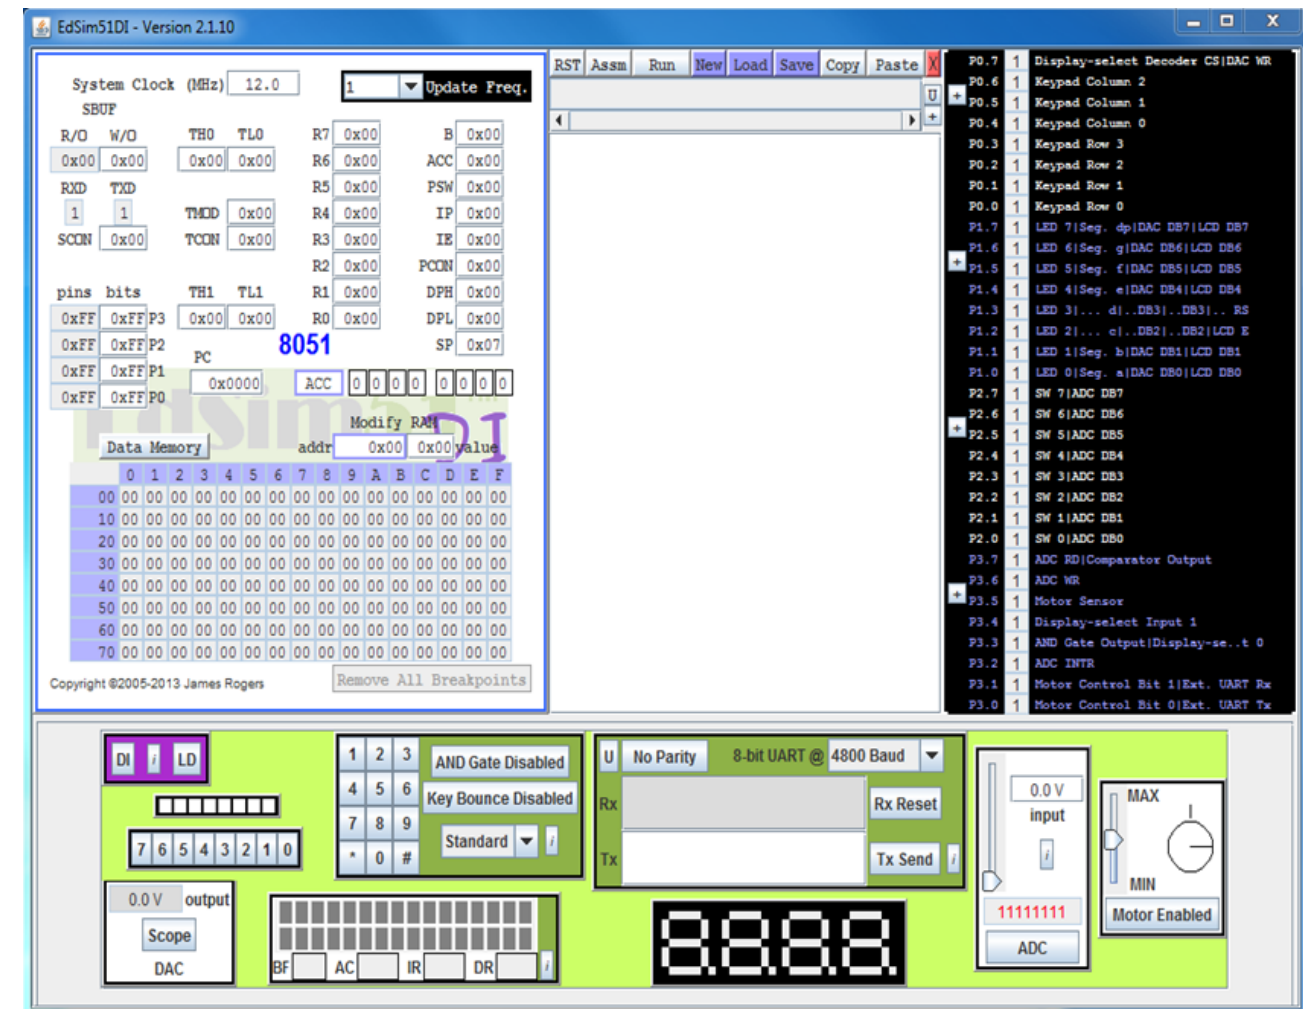 EdSim51DI - Version 2.1.10
System Clock (MHz) 12.0 1 Update Freq.
SBUF
R/O W/O TH0 TL0 R7 0x00 B 0x00
0x00 0x00 0x00 0x00 R6 0x00 ACC 0x00
RXD TXD R5 0x00 PSW 0x00
1 1 TMOD 0x00 R4 0x00 IP 0x00
SCON 0x00 TCON 0x00 R3 0x00 IE 0x00
R2 0x00 PCON 0x00
pins bits TH1 TL1 R1 0x00 DPH 0x00
0xFF 0xFF P3 0x00 0x00 R0 0x00 DPL 0x00
0xFF 0xFF P2 8051 SP 0x07
PC
0xFF 0xFF P1 0x0000 ACC 0 0 0 0 0 0 0 0
0xFF 0xFF P0
EdSim51 DI
Modify RAM
Data Memory addr 0x00 0x00 value
0 1 2 3 4 5 6 7 8 9 A B C D E F
00 00 00 00 00 00 00 00 00 00 00 00 00 00 00 00 00
10 00 00 00 00 00 00 00 00 00 00 00 00 00 00 00 00
20 00 00 00 00 00 00 00 00 00 00 00 00 00 00 00 00
30 00 00 00 00 00 00 00 00 00 00 00 00 00 00 00 00
40 00 00 00 00 00 00 00 00 00 00 00 00 00 00 00 00
50 00 00 00 00 00 00 00 00 00 00 00 00 00 00 00 00
60 00 00 00 00 00 00 00 00 00 00 00 00 00 00 00 00
70 00 00 00 00 00 00 00 00 00 00 00 00 00 00 00 00
Copyright ©2005-2013 James Rogers Remove All Breakpoints
RST Assm Run New Load Save Copy Paste X
U
+
P0.7 1 Display-select Decoder CS|DAC WR
P0.6 1 Keypad Column 2
+
P0.5 1 Keypad Column 1
P0.4 1 Keypad Column 0
P0.3 1 Keypad Row 3
P0.2 1 Keypad Row 2
P0.1 1 Keypad Row 1
P0.0 1 Keypad Row 0
P1.7 1 LED 7|Seg. dp|DAC DB7|LCD DB7
P1.6 1 LED 6|Seg. g|DAC DB6|LCD DB6
+
P1.5 1 LED 5|Seg. f|DAC DB5|LCD DB5
P1.4 1 LED 4|Seg. e|DAC DB4|LCD DB4
P1.3 1 LED 3|... d|..DB3|..DB3|.. RS
P1.2 1 LED 2|... c|..DB2|..DB2|LCD E
P1.1 1 LED 1|Seg. b|DAC DB1|LCD DB1
P1.0 1 LED 0|Seg. a|DAC DB0|LCD DB0
P2.7 1 SW 7|ADC DB7
P2.6 1 SW 6|ADC DB6
+
P2.5 1 SW 5|ADC DB5
P2.4 1 SW 4|ADC DB4
P2.3 1 SW 3|ADC DB3
P2.2 1 SW 2|ADC DB2
P2.1 1 SW 1|ADC DB1
P2.0 1 SW 0|ADC DB0
P3.7 1 ADC RD|Comparator Output
P3.6 1 ADC WR
+
P3.5 1 Motor Sensor
P3.4 1 Display-select Input 1
P3.3 1 AND Gate Output|Display-se..t 0
P3.2 1 ADC INTR
P3.1 1 Motor Control Bit 1|Ext. UART Rx
P3.0 1 Motor Control Bit 0|Ext. UART Tx
DI i LD
7 6 5 4 3 2 1 0
0.0 V output
Scope
DAC
1 2 3
4 5 6
7 8 9
* 0 #
AND Gate Disabled
Key Bounce Disabled
Standard i
BF AC IR DR i
U No Parity 8-bit UART @ 4800 Baud
Rx Rx Reset
Tx Tx Send i
8.8.8.8.
0.0 V
input
i
11111111
ADC
MAX
MIN
Motor Enabled